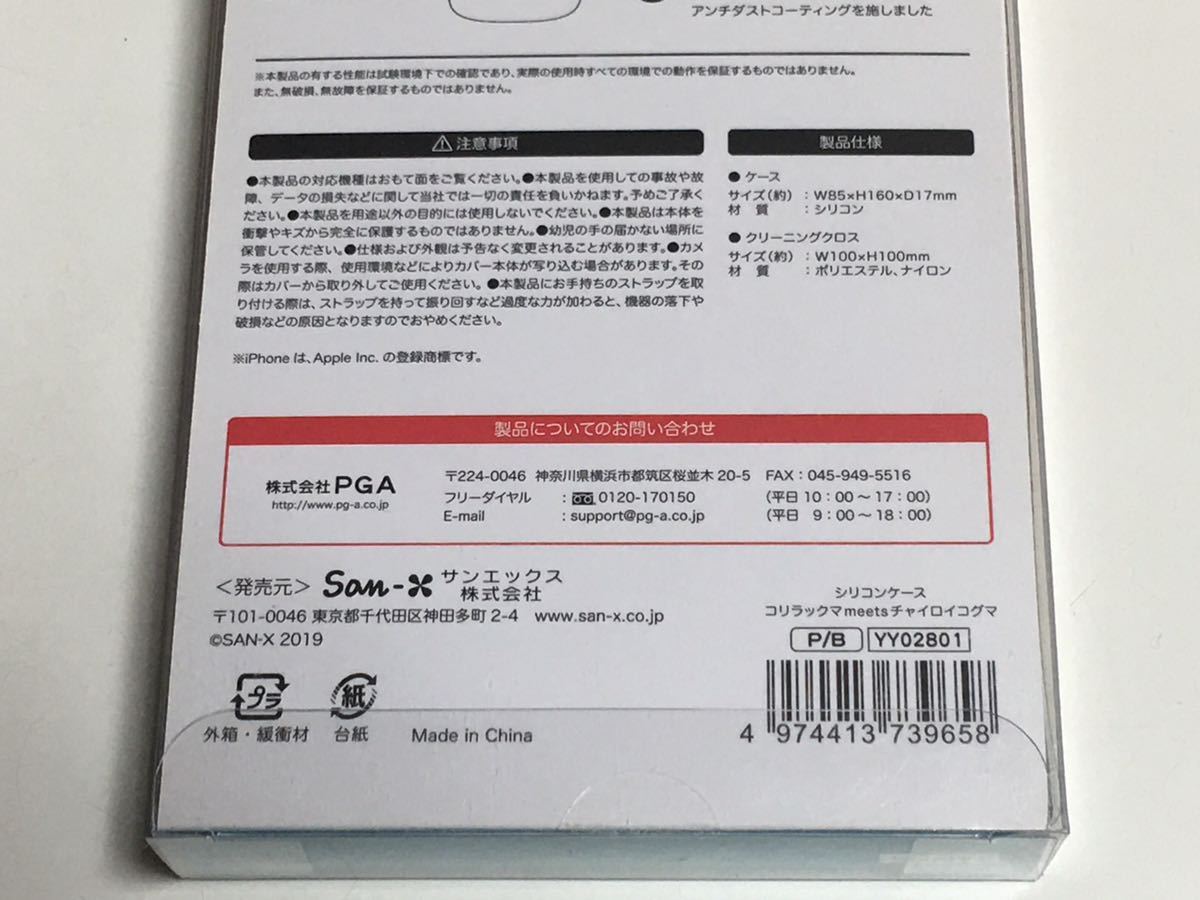 アンチダストコーティングを施しました
※本製品の有する性能は試験環境下での確認であり、実際の使用時すべての環境での動作を保証するものではありません。
また、無破損、無故障を保証するものではありません。
⚠注意事項
●本製品の対応機種はおもて面をご覧ください。●本製品を使用しての事故や故
障、データの損失などに関して当社では一切の責任を負いかねます。予めご了承く
ださい。●本製品を用途以外の目的には使用しないでください。●本製品は本体を
衝撃やキズから完全に保護するものではありません。●幼児の手の届かない場所に
保管してください。●仕様および外観は予告なく変更されることがあります。●カメ
ラを使用する際、使用環境などによりカバー本体が写り込む場合があります。その
際はカバーから取り外してご使用ください。 ●本製品にお手持ちのストラップを取
り付ける際は、ストラップを持って振り回すなど過度な力が加わると、機器の落下や
破損などの原因となりますのでおやめください。
※iPhone は、Apple Inc. の登録商標です。
製品仕様
● ケース
サイズ(約) : W85×H160×D17mm
材 質 : シリコン
● クリーニングクロス
サイズ(約) : W100×H100mm
材 質 : ポリエステル、ナイロン
製品についてのお問い合わせ
株式会社PGA
http://www.pg-a.co.jp
〒224-0046 神奈川県横浜市都筑区桜並木 20-5 FAX : 045-949-5516
フリーダイヤル : 0120-170150 (平日 10 : 00 ~ 17 : 00)
E-mail : support@pg-a.co.jp (平日 9 : 00 ~ 18 : 00)
<発売元> San-X サンエックス
株式会社
〒101-0046 東京都千代田区神田多町 2-4 www.san-x.co.jp
©SAN-X 2019
シリコンケース
コリラックマmeetsチャイロイコグマ
P/B YY02801
プラ
外箱・緩衝材
紙
台紙
Made in China
4 974413 739658